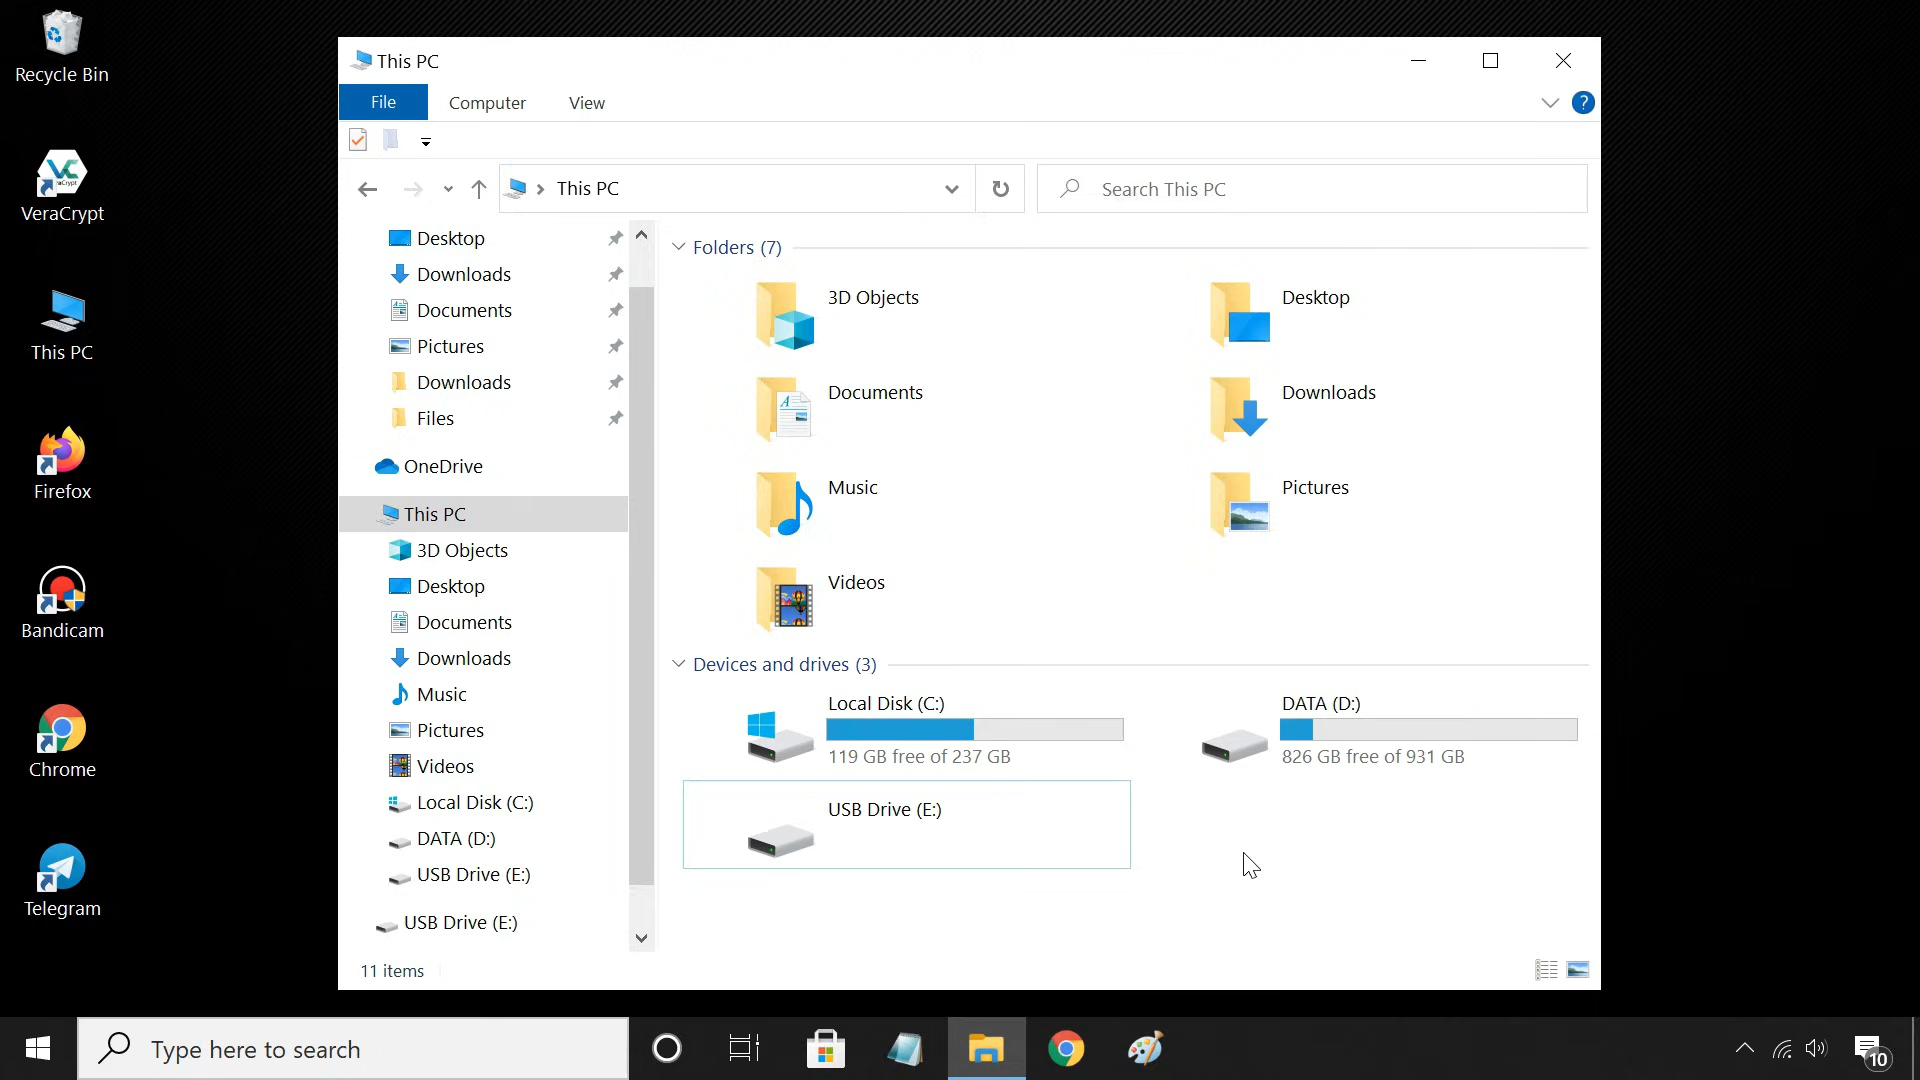 Recycle Bin
VeraCrypt
This PC
Firefox
Bandicam
Chrome
Telegram
This PC
File
Computer
View
?
This PC
Search This PC
Desktop
Downloads
Documents
Pictures
Downloads
Files
OneDrive
This PC
3D Objects
Desktop
Documents
Downloads
Music
Pictures
Videos
Local Disk (C:)
DATA (D:)
USB Drive (E:)
USB Drive (E:)
Folders (7)
3D Objects
Desktop
Documents
Downloads
Music
Pictures
Videos
Devices and drives (3)
Local Disk (C:)
119 GB free of 237 GB
DATA (D:)
826 GB free of 931 GB
USB Drive (E:)
11 items
Type here to search
10